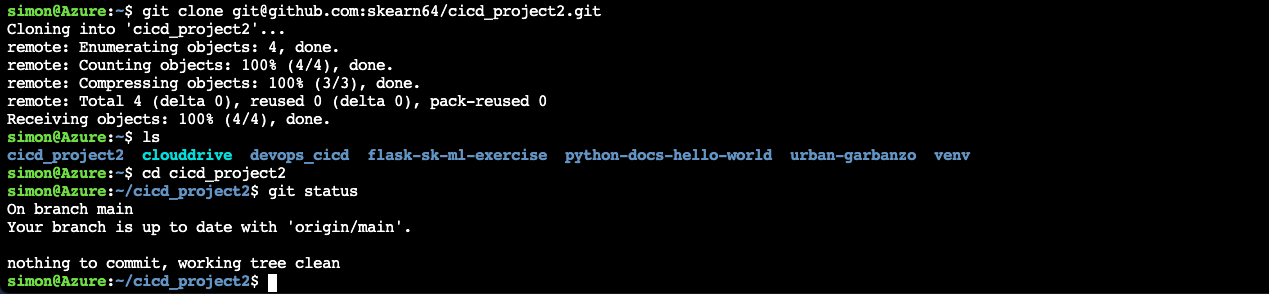 simon@Azure:~$ git clone git@github.com:skearn64/cicd_project2.git
Cloning into 'cicd_project2'...
remote: Enumerating objects: 4, done.
remote: Counting objects: 100% (4/4), done.
remote: Compressing objects: 100% (3/3), done.
remote: Total 4 (delta 0), reused 0 (delta 0), pack-reused 0
Receiving objects: 100% (4/4), done.
simon@Azure:~$ ls
cicd_project2  clouddrive  devops_cicd  flask-sk-ml-exercise  python-docs-hello-world  urban-garbanzo  venv
simon@Azure:~$ cd cicd_project2
simon@Azure:~/cicd_project2$ git status
On branch main
Your branch is up to date with 'origin/main'.

nothing to commit, working tree clean
simon@Azure:~/cicd_project2$